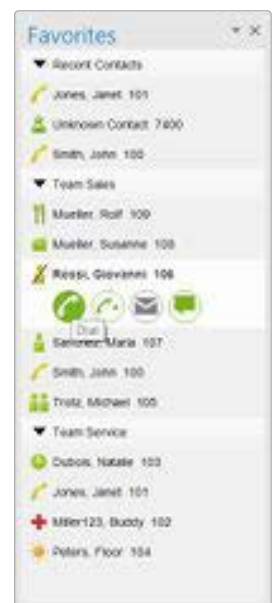 Favorites
Recent Contacts
Jones, Janet 101
Unknown Contact 7400
Smith, John 100
Team Sales
Mueller, Rolf 109
Mueller, Susanne 108
Rossi, Giovanni 106
Dial
Maria 107
Smith, John 100
Trotz, Michael 105
Team Service
Dubois, Natalie 103
Jones, Janet 101
Miller123, Buddy 102
Peters, Floor 104